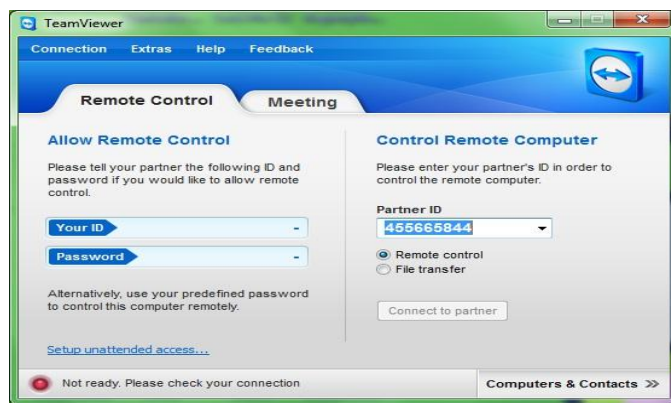 TeamViewer
Connection Extras Help Feedback
Remote Control Meeting
Allow Remote Control
Please tell your partner the following ID and
password if you would like to allow remote
control.
Your ID -
Password -
Alternatively, use your predefined password
to control this computer remotely.
Setup unattended access...
Control Remote Computer
Please enter your partner's ID in order to
control the remote computer.
Partner ID
455665844
Remote control
File transfer
Connect to partner
Not ready. Please check your connection
Computers & Contacts >>